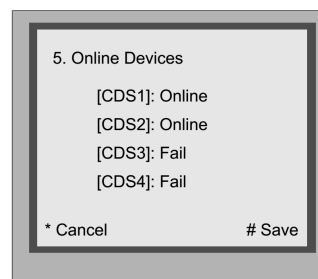 5. Online Devices
[CDS1]: Online
[CDS2]: Online
[CDS3]: Fail
[CDS4]: Fail
* Cancel # Save